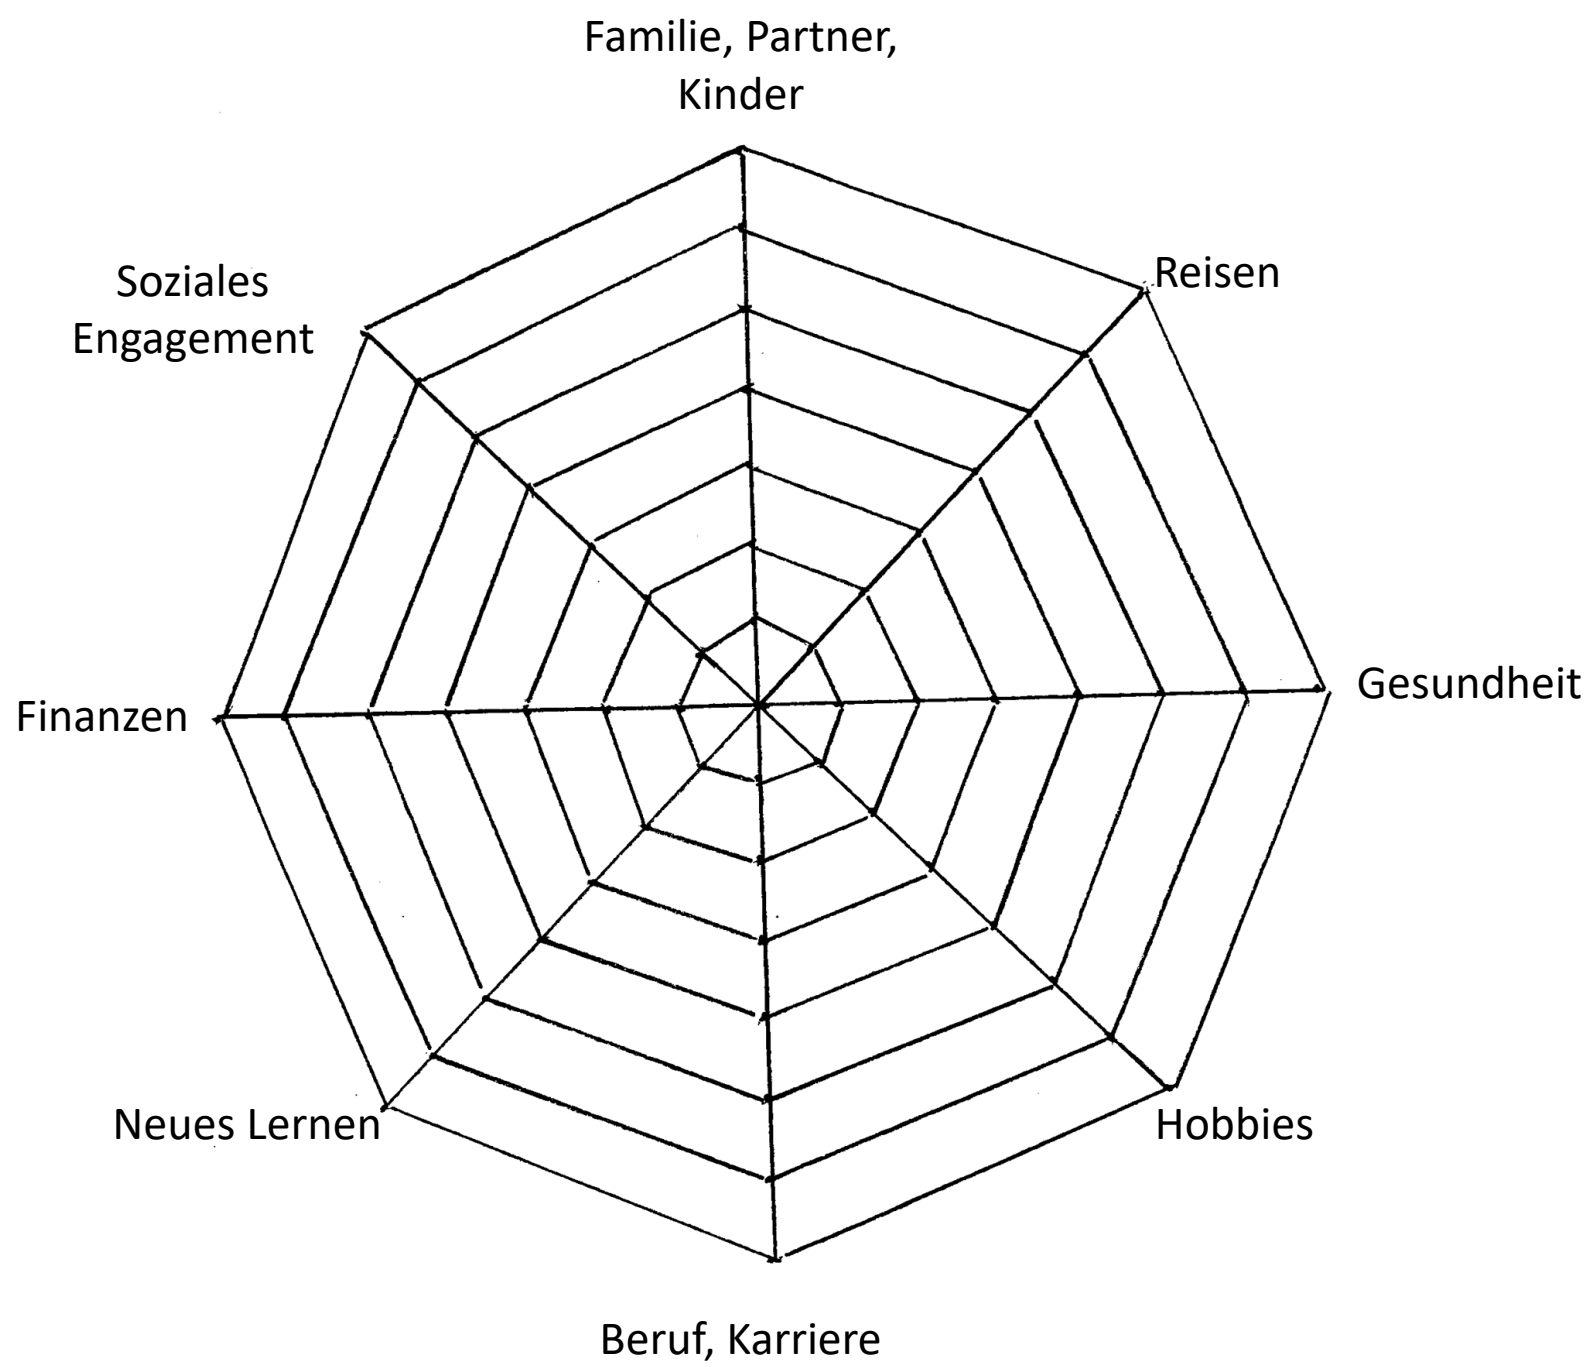 Familie, Partner,
Kinder
Reisen
Soziales
Engagement
Gesundheit
Finanzen
Neues Lernen
Hobbies
Beruf, Karriere